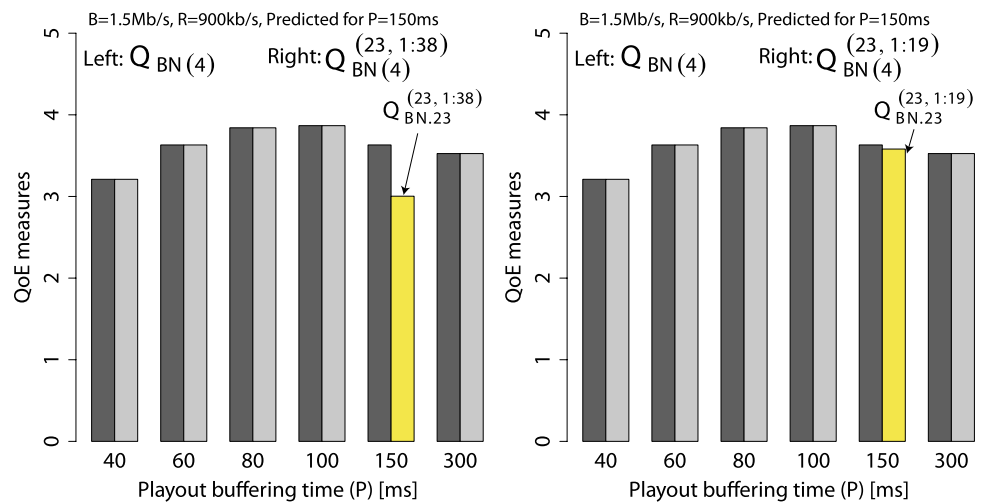 B=1.5Mb/s, R=900kb/s, Predicted for P=150ms
Left: Q BN (4)
Right: Q BN (4) (23, 1:38)
Q BN.23 (23, 1:38)
QoE measures
5
4
3
2
1
0
40 60 80 100 150 300
Playout buffering time (P) [ms]
B=1.5Mb/s, R=900kb/s, Predicted for P=150ms
Left: Q BN (4)
Right: Q BN (4) (23, 1:19)
Q BN.23 (23, 1:19)
QoE measures
5
4
3
2
1
0
40 60 80 100 150 300
Playout buffering time (P) [ms]